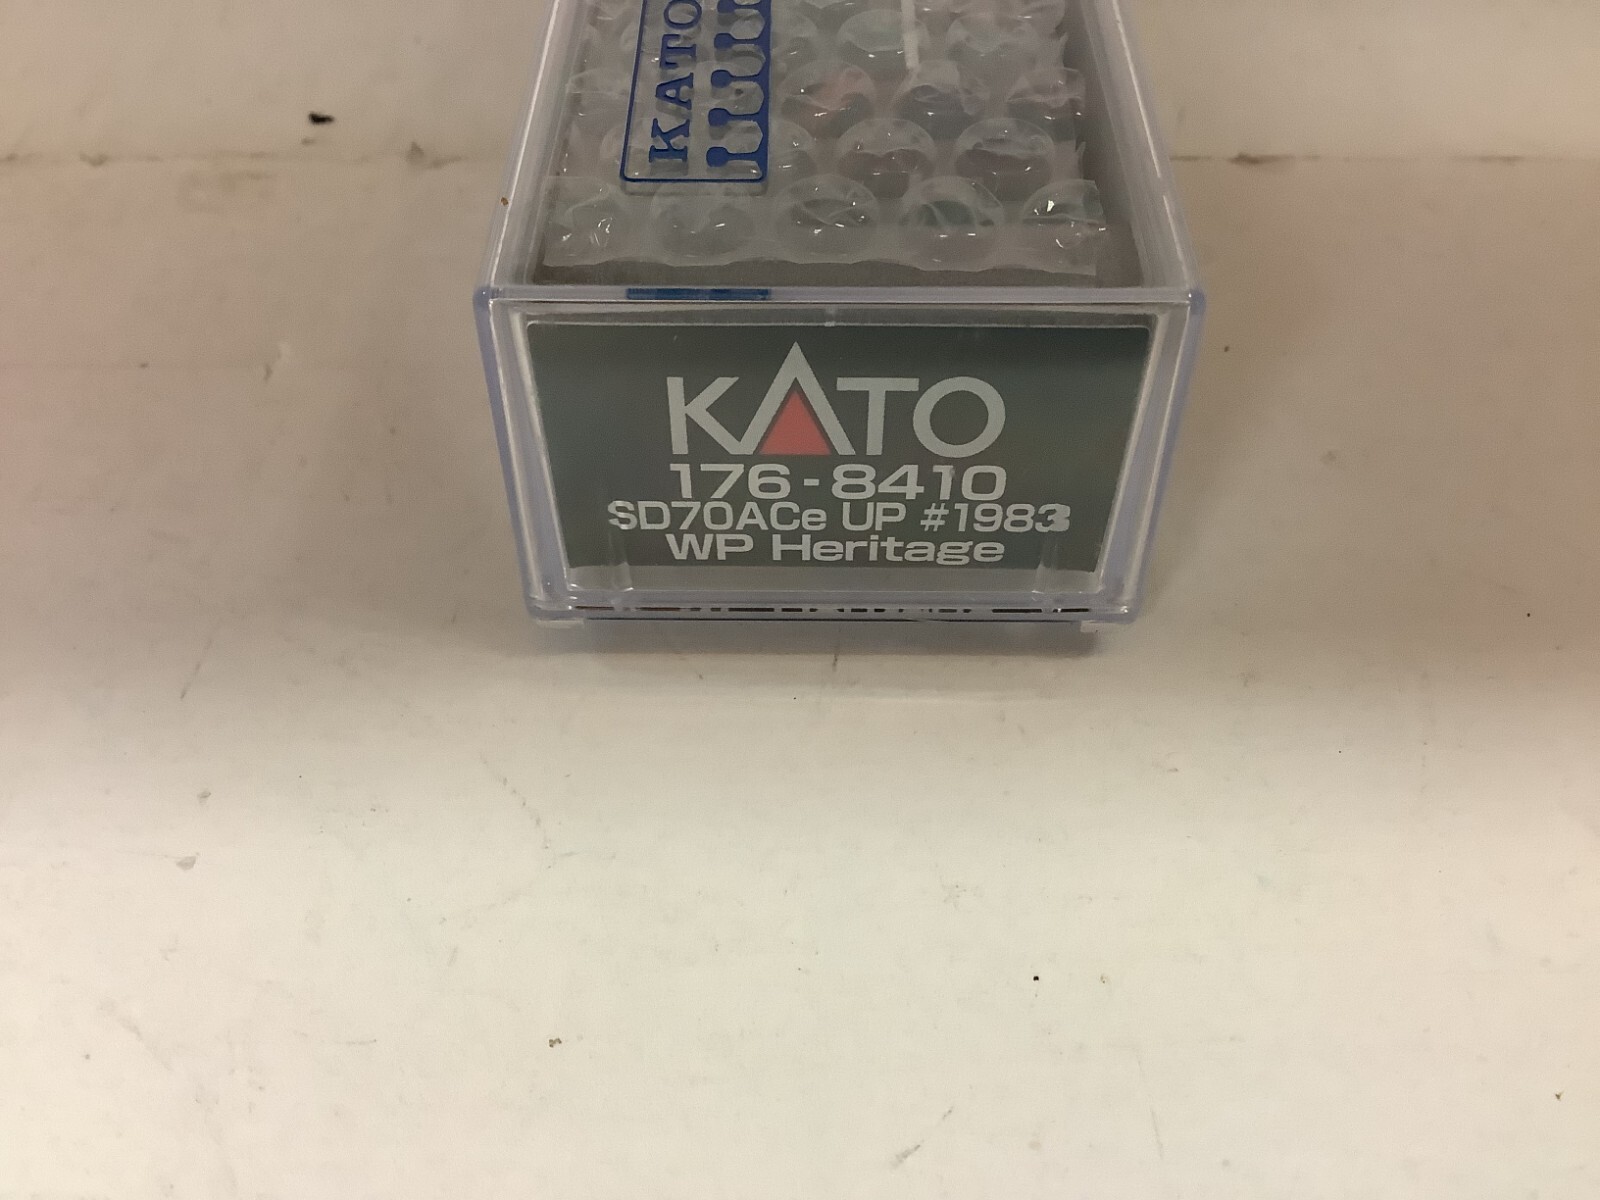 KATO
KATO
176-8410
SD70ACe UP #1983
WP Heritage